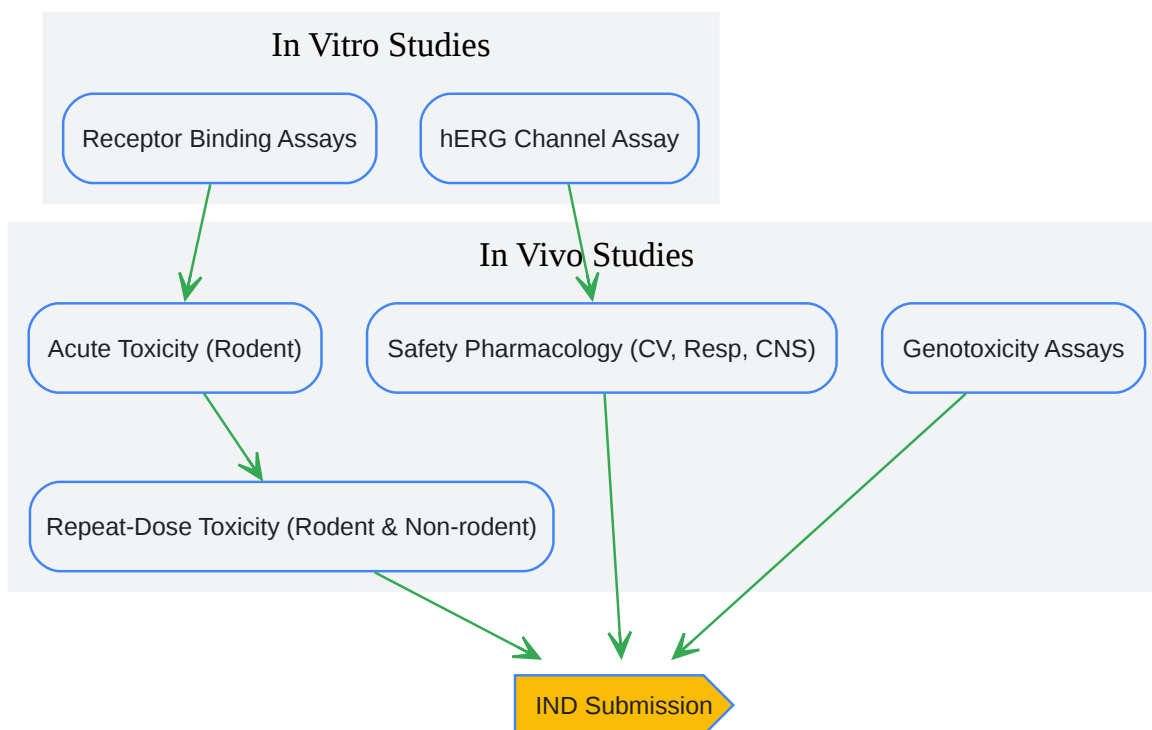 In Vitro Studies
Receptor Binding Assays
hERG Channel Assay
In Vivo Studies
Acute Toxicity (Rodent)
Safety Pharmacology (CV, Resp, CNS)
Genotoxicity Assays
Repeat-Dose Toxicity (Rodent & Non-rodent)
IND Submission